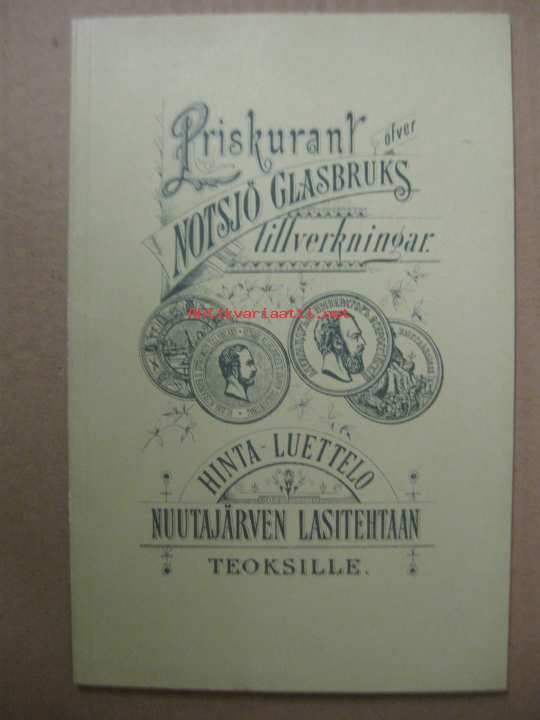 Priskurant öfver
NOTSJÖ GLASBRUKS
tillverkningar.
Antikvariaatti.net
HINTA-LUETTELO
NUUTAJÄRVEN LASITEHTAAN
TEOKSILLE.